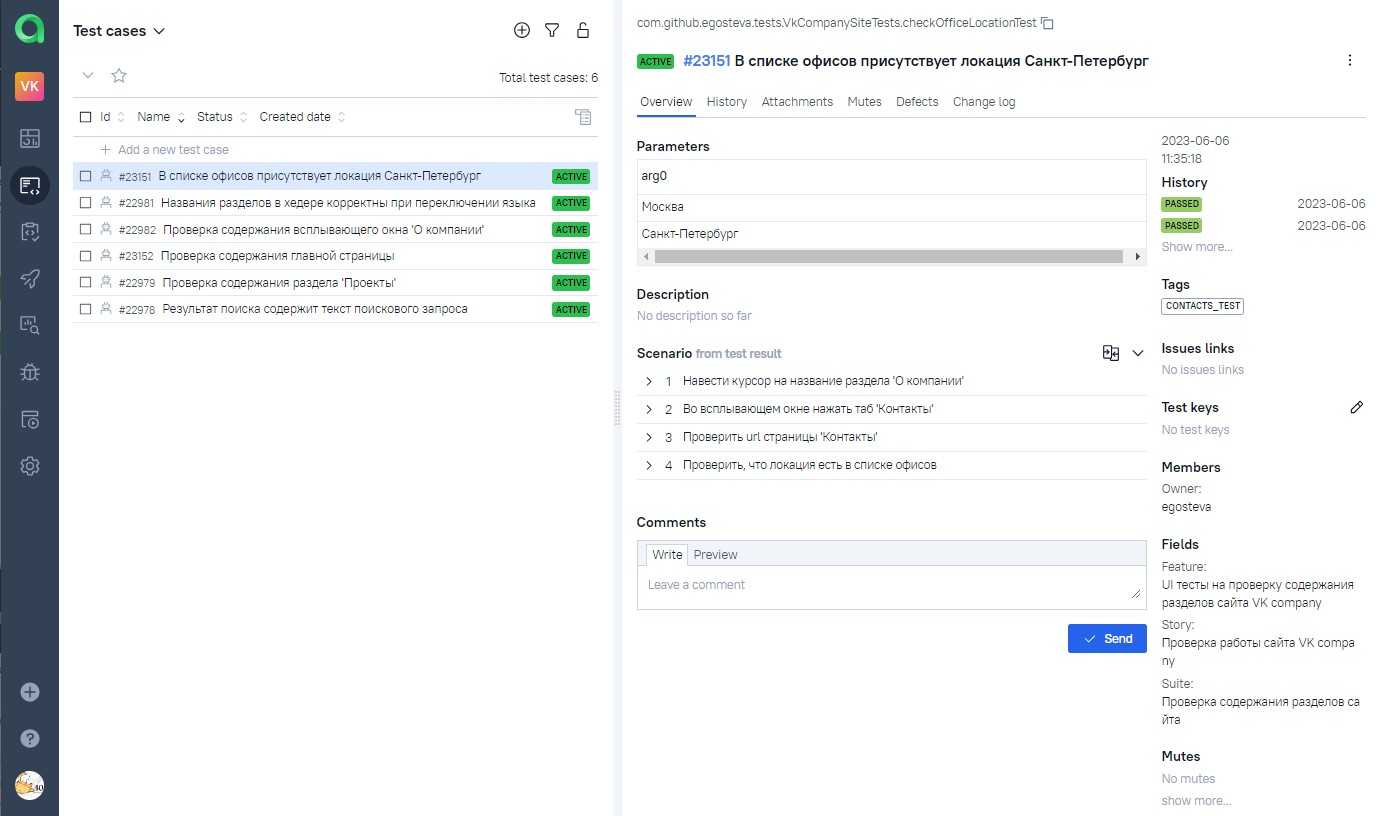 VK
Test cases
Total test cases: 6
Id Name Status Created date
Add a new test case
#23151 В списке офисов присутствует локация Санкт-Петербург ACTIVE
#22981 Названия разделов в хедере корректны при переключении языка ACTIVE
#22982 Проверка содержания всплывающего окна 'О компании' ACTIVE
#23152 Проверка содержания главной страницы ACTIVE
#22979 Проверка содержания раздела 'Проекты' ACTIVE
#22978 Результат поиска содержит текст поискового запроса ACTIVE
com.github.egosteva.tests.VkCompanySiteTests.checkOfficeLocationTest
ACTIVE #23151 В списке офисов присутствует локация Санкт-Петербург
Overview History Attachments Mutes Defects Change log
Parameters
arg0
Москва
Санкт-Петербург
Description
No description so far
Scenario from test result
1 Навести курсор на название раздела 'О компании'
2 Во всплывающем окне нажать таб 'Контакты'
3 Проверить url страницы 'Контакты'
4 Проверить, что локация есть в списке офисов
Comments
Write Preview
Leave a comment
Send
2023-06-06
11:35:18
History
PASSED 2023-06-06
PASSED 2023-06-06
Show more...
Tags
CONTACTS_TEST
Issues links
No issues links
Test keys
No test keys
Members
Owner:
egosteva
Fields
Feature:
UI тесты на проверку содержания
разделов сайта VK company
Story:
Проверка работы сайта VK compa
ny
Suite:
Проверка содержания разделов са
йта
Mutes
No mutes
show more...